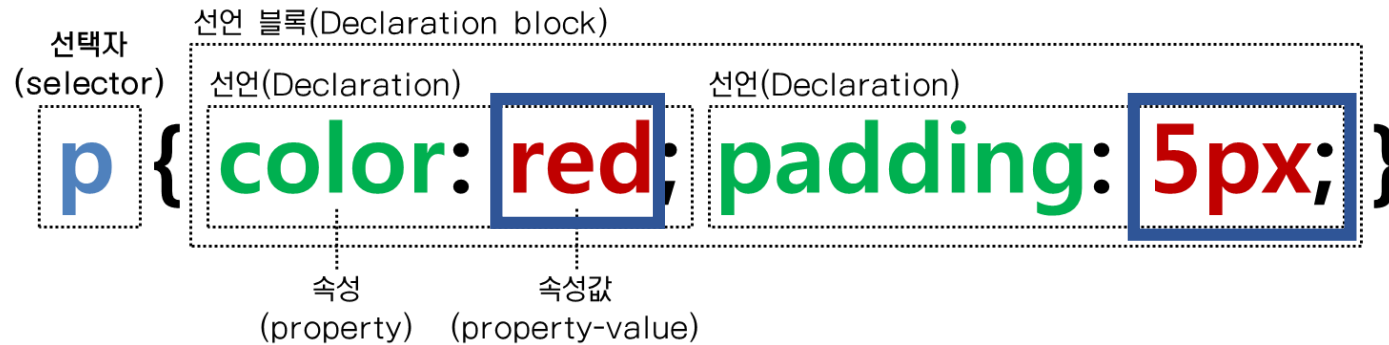 선언 블록(Declaration block)
선택자
(selector)
선언(Declaration) 선언(Declaration)
p { color: red; padding: 5px; }
속성 속성값
(property) (property-value)